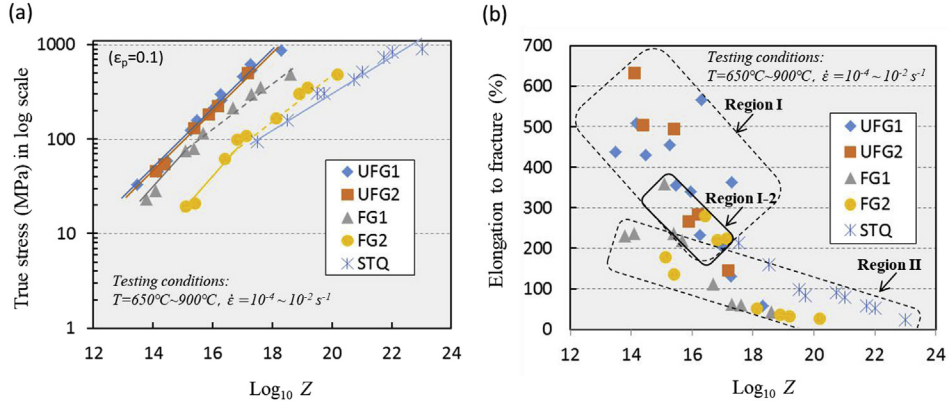 (a)
(εp=0.1)
True stress (MPa) in log scale
1000
100
10
1
UFG1
UFG2
FG1
FG2
STQ
Testing conditions:
T=650℃~900℃, ε̇ =10⁻⁴ ~ 10⁻² s⁻¹
12 14 16 18 20 22 24
Log₁₀ Z
(b)
Elongation to fracture (%)
700
600
500
400
300
200
100
0
Testing conditions:
T=650℃~900℃, ε̇ =10⁻⁴ ~ 10⁻² s⁻¹
Region I
UFG1
UFG2
FG1
FG2
STQ
Region I-2
Region II
12 14 16 18 20 22 24
Log₁₀ Z